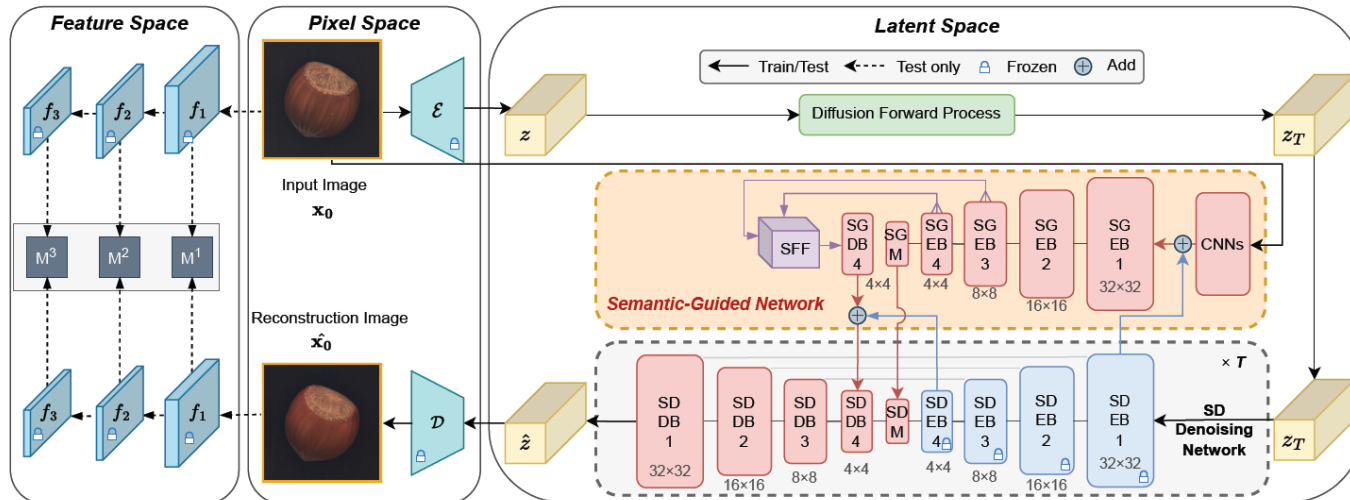 Feature Space
Pixel Space
Latent Space
Train/Test
Test only
Frozen
Add
f₃
f₂
f₁
ℰ
z
Diffusion Forward Process
z_T
Input Image
x₀
M³
M²
M¹
SFF
SG
DB
4
SG
M
SG
EB
4
SG
EB
3
SG
EB
2
SG
EB
1
32×32
CNNs
4×4
4×4
8×8
16×16
Semantic-Guided Network
Reconstruction Image
x̂₀
× T
f₃
f₂
f₁
𝒟
ẑ
SD
DB
1
32×32
SD
DB
2
16×16
SD
DB
3
8×8
SD
DB
4
4×4
SD
M
SD
EB
4
4×4
SD
EB
3
8×8
SD
EB
2
16×16
SD
EB
1
32×32
SD
Denoising
Network
z_T